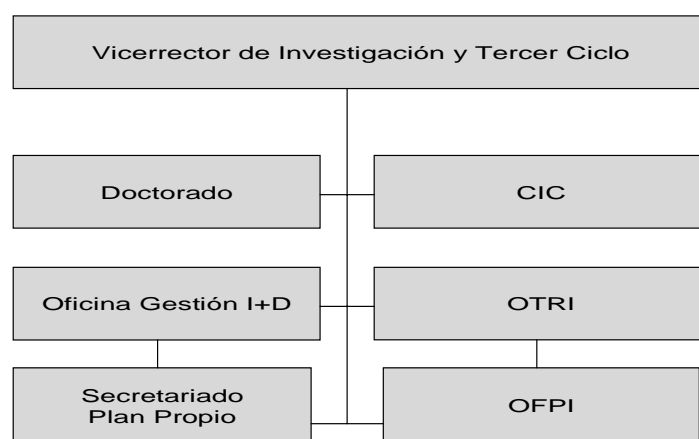 Vicerrector de Investigación y Tercer Ciclo
Doctorado
CIC
Oficina Gestión I+D
OTRI
Secretariado
Plan Propio
OFPI